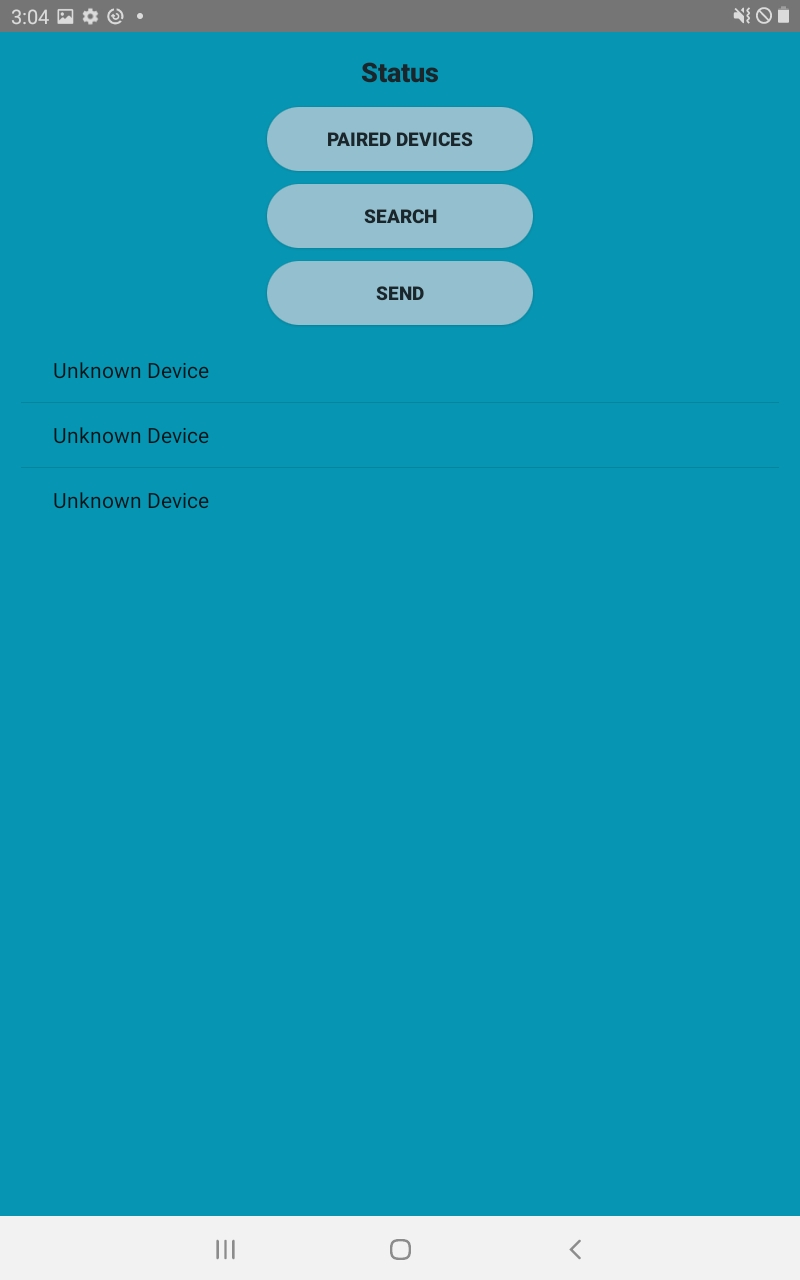 3:04
Status
PAIRED DEVICES
SEARCH
SEND
Unknown Device
Unknown Device
Unknown Device